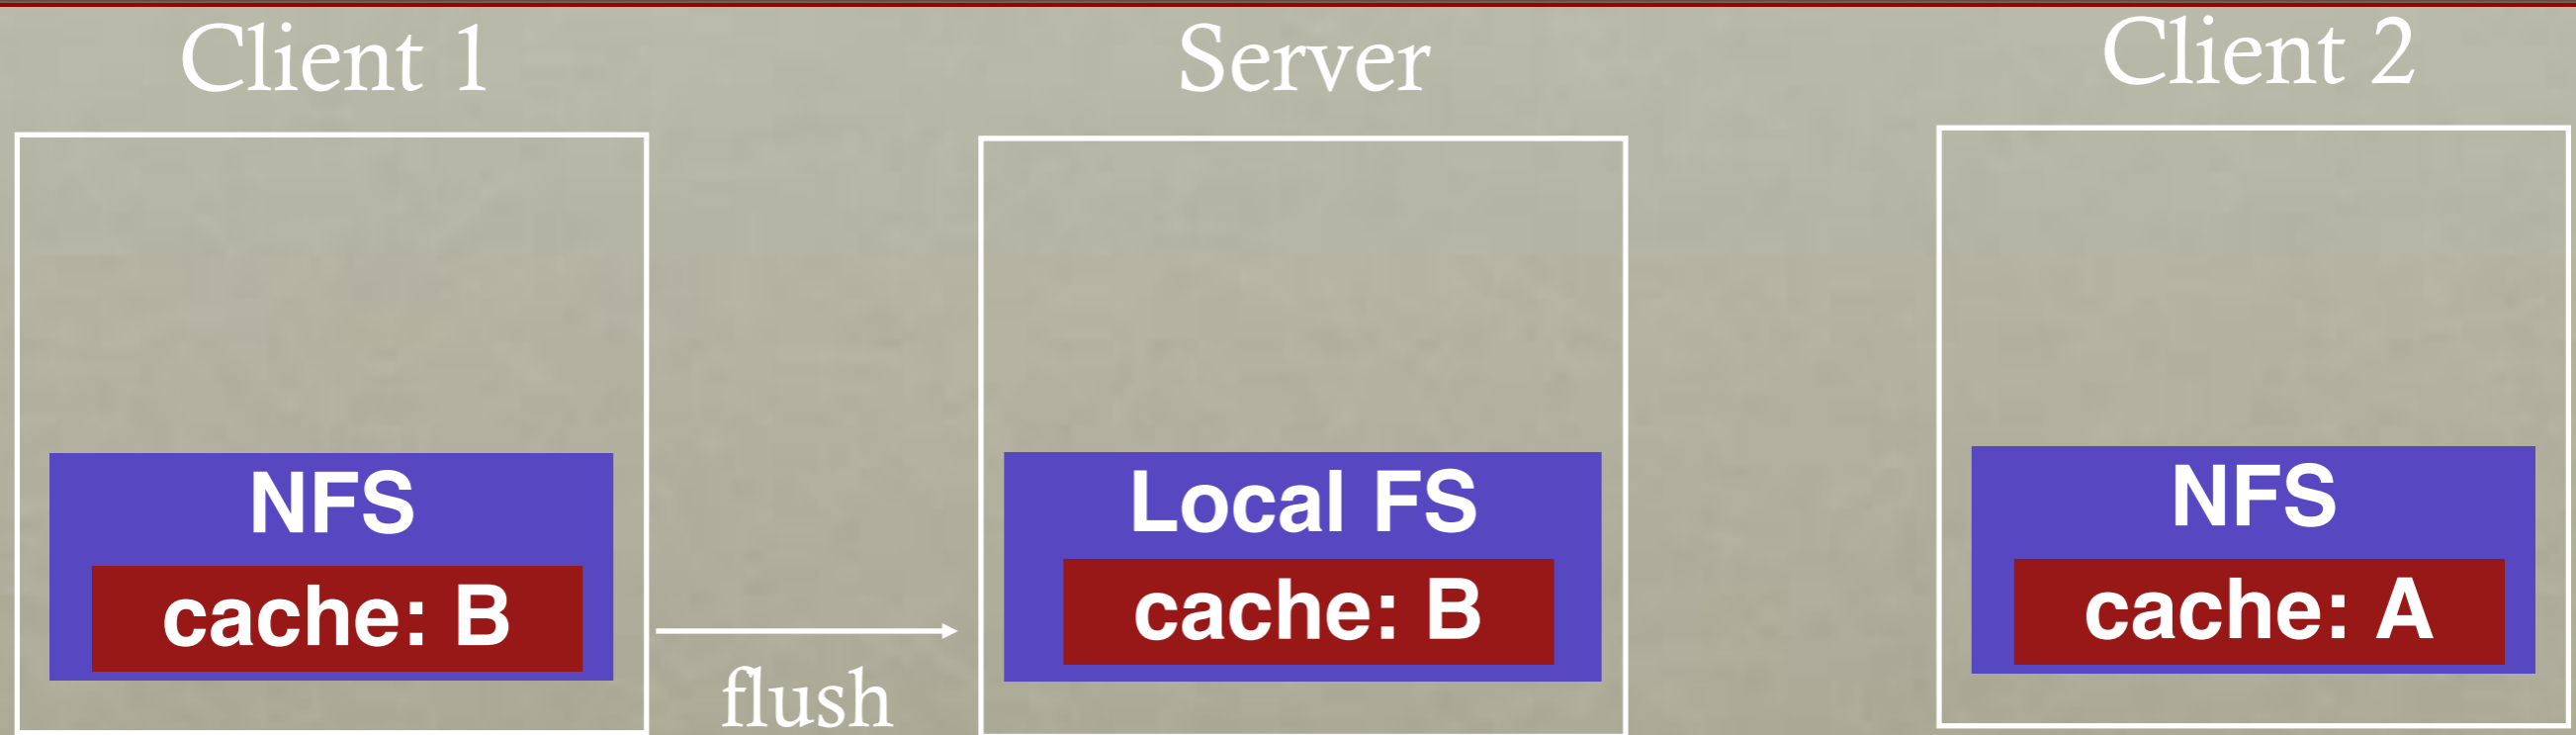 Client 1
Server
Client 2
NFS
cache: B
flush
Local FS
cache: B
NFS
cache: A